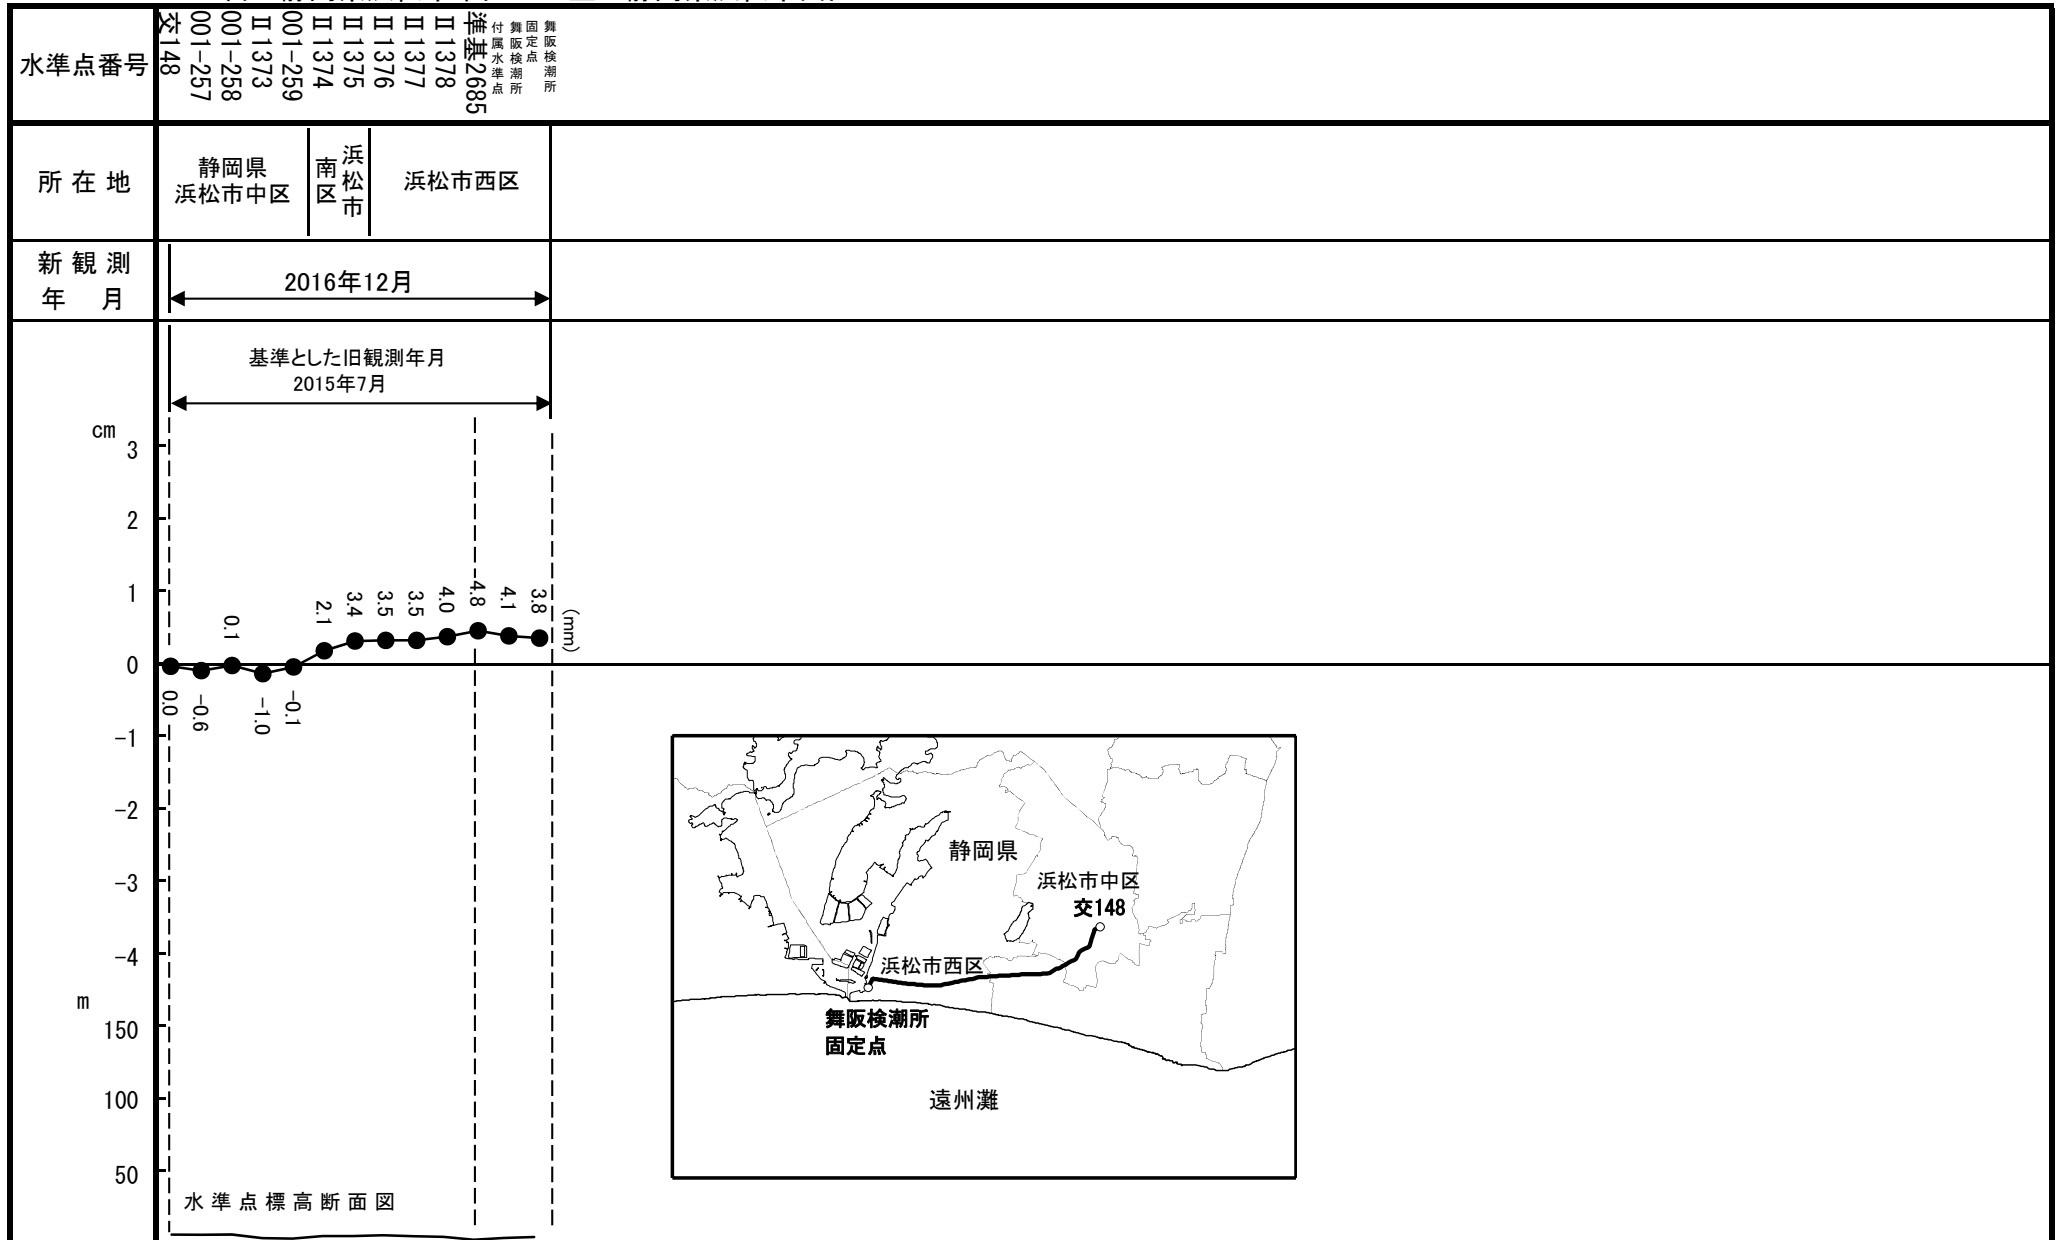 水準点番号
交148
001-257
001-258
Ⅱ1373
001-259
Ⅱ1374
Ⅱ1375
Ⅱ1376
Ⅱ1377
Ⅱ1378
準基2685
舞阪検潮所
付属水準点
舞阪検潮所
固定点
所在地
静岡県
浜松市中区
浜松市
南区
浜松市西区
新観測
年 月
2016年12月
基準とした旧観測年月
2015年7月
cm
3
2
1
0
-1
-2
-3
-4
m
150
100
50
0.0
-0.6
0.1
-1.0
-0.1
2.1
3.4
3.5
3.5
4.0
4.8
4.1
3.8
(mm)
水準点標高断面図
静岡県
浜松市中区
交148
浜松市西区
舞阪検潮所
固定点
遠州灘